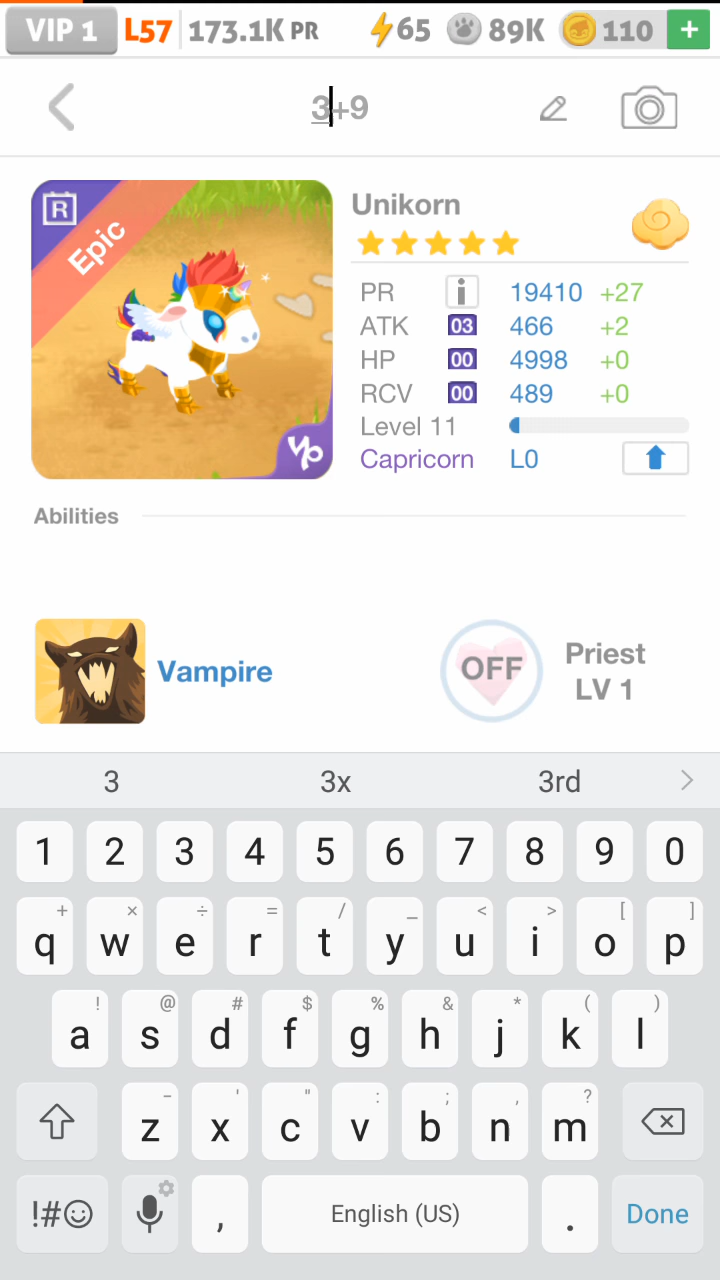 VIP 1 L57 173.1K PR 65 89K 110 +
3+9
R
Epic
Unikorn
PR i 19410 +27
ATK 03 466 +2
HP 00 4998 +0
RCV 00 489 +0
Level 11
Capricorn L0
Abilities
Vampire OFF Priest
LV 1
3 3x 3rd
1 2 3 4 5 6 7 8 9 0
+ × ÷ = / _ < > [ ]
q w e r t y u i o p
! @ # $ % & * ( )
a s d f g h j k l
- ' " : ; , ?
z x c v b n m
!#☺ , English (US) . Done